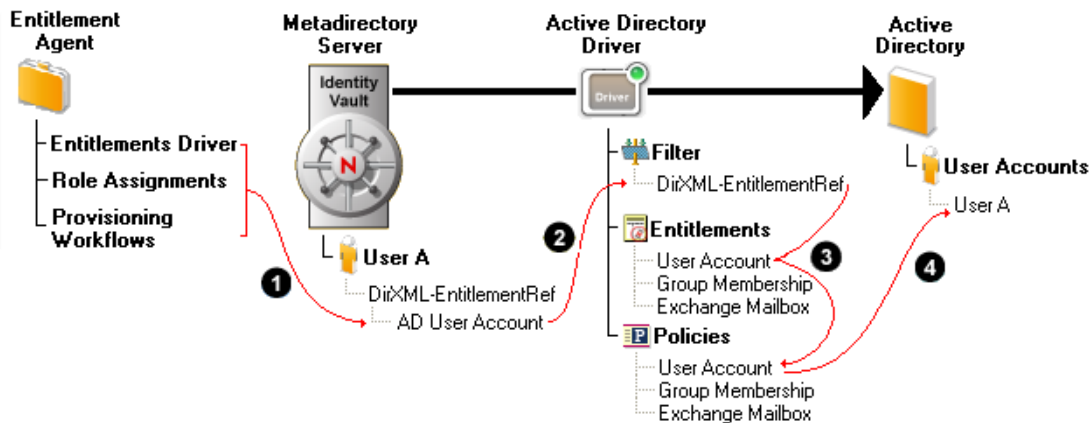 Entitlement
Agent
Entitlements Driver
Role Assignments
Provisioning
Workflows
1
Metadirectory
Server
Identity
Vault
N
User A
DirXML-EntitlementRef
AD User Account
2
Active Directory
Driver
Driver
Filter
DirXML-EntitlementRef
Entitlements
User Account
Group Membership
Exchange Mailbox
3
P
Policies
User Account
Group Membership
Exchange Mailbox
4
Active
Directory
User Accounts
User A